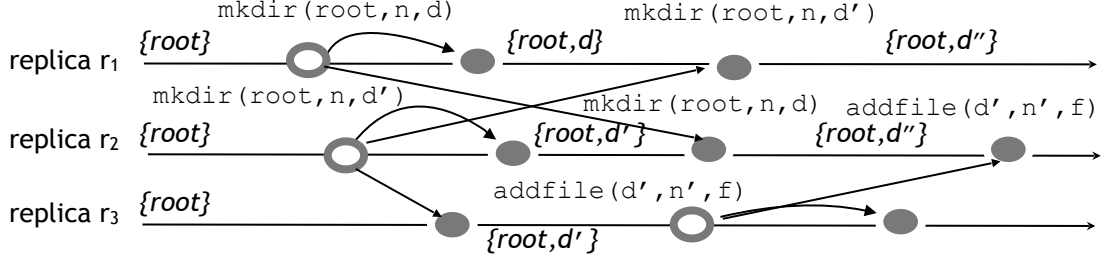 mkdir(root,n,d) mkdir(root,n,d′)
replica r₁ {root} {root,d} {root,d″}
mkdir(root,n,d′) mkdir(root,n,d) addfile(d′,n′,f)
replica r₂ {root} {root,d′} {root,d″}
addfile(d′,n′,f)
replica r₃ {root}
{root,d′}